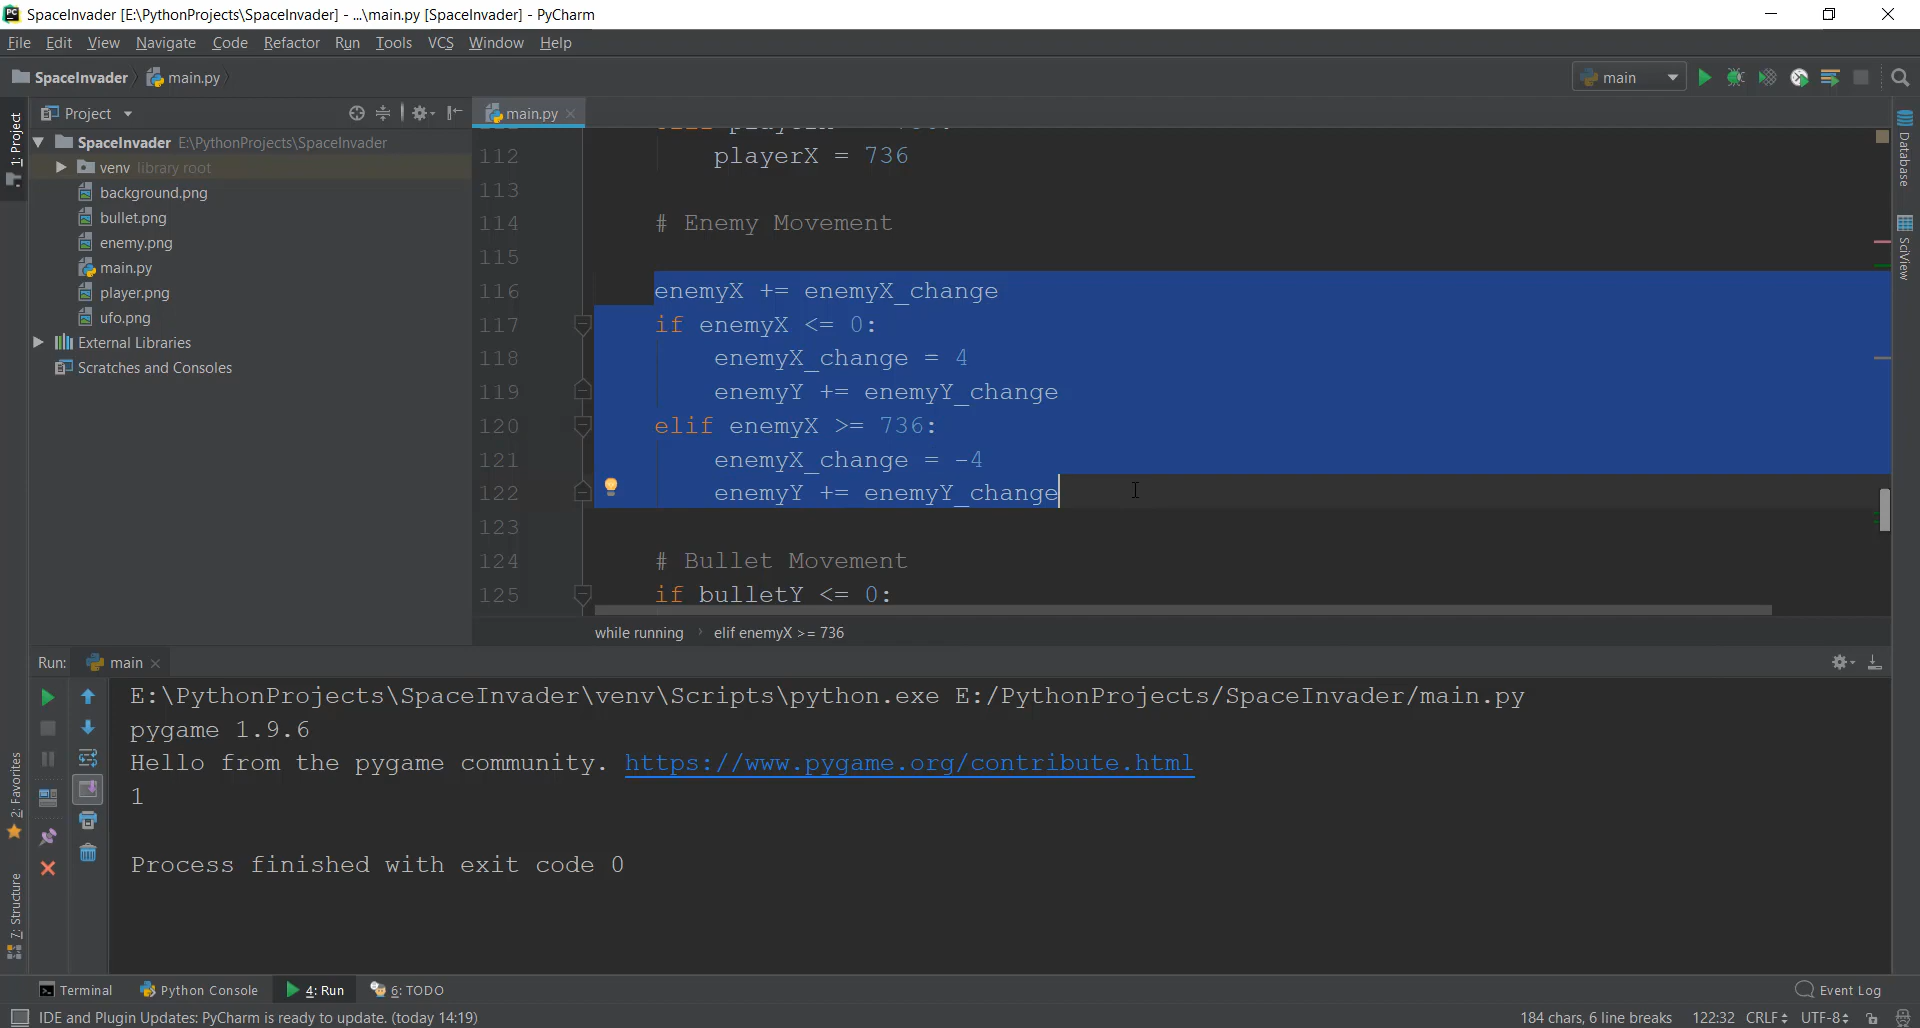 SpaceInvader [E:\PythonProjects\SpaceInvader] - ...\main.py [SpaceInvader] - PyCharm
File Edit View Navigate Code Refactor Run Tools VCS Window Help
SpaceInvader main.py
main
1: Project
Project
main.py
SpaceInvader E:\PythonProjects\SpaceInvader
venv library root
background.png
bullet.png
enemy.png
main.py
player.png
ufo.png
External Libraries
Scratches and Consoles
112 playerX = 736
113
114 # Enemy Movement
115
116 enemyX += enemyX_change
117 if enemyX <= 0:
118 enemyX_change = 4
119 enemyY += enemyY_change
120 elif enemyX >= 736:
121 enemyX_change = -4
122 enemyY += enemyY_change
123
124 # Bullet Movement
125 if bulletY <= 0:
while running elif enemyX >= 736
Database
SciView
Run: main
E:\PythonProjects\SpaceInvader\venv\Scripts\python.exe E:/PythonProjects/SpaceInvader/main.py
pygame 1.9.6
Hello from the pygame community. https://www.pygame.org/contribute.html
1
Process finished with exit code 0
2: Favorites
7: Structure
Terminal Python Console 4: Run 6: TODO Event Log
IDE and Plugin Updates: PyCharm is ready to update. (today 14:19) 184 chars, 6 line breaks 122:32 CRLF UTF-8